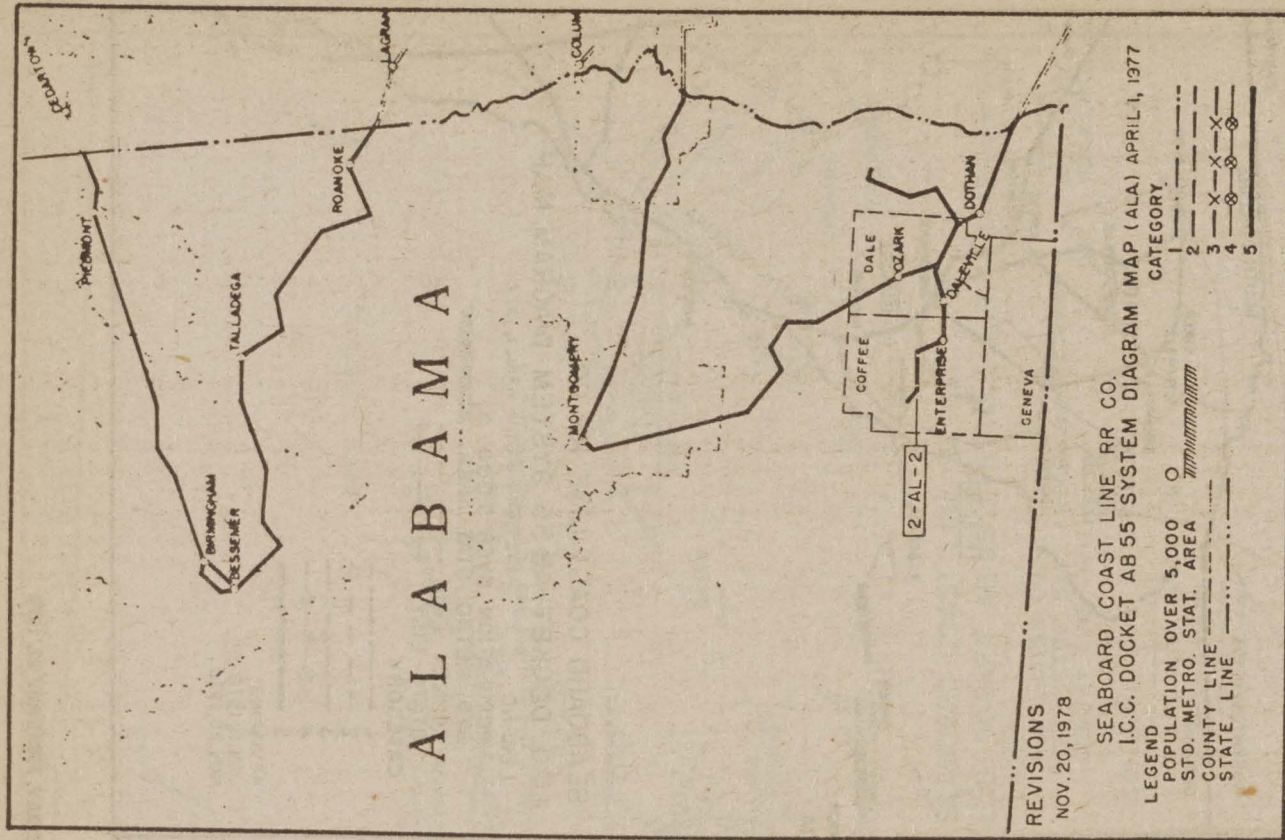 CEDARTOWN
PIEDMONT
BIRMINGHAM
BESSEMER
TALLADEGA
ROANOKE
LAGRAN
ALABAMA
MONTGOMERY
COLUM
COFFEE
DALE
OZARK
ENTERPRISE
DALEVILLE
DOTHAN
GENEVA
2-AL-2
REVISIONS
NOV. 20, 1978
SEABOARD COAST LINE RR CO.
I.C.C. DOCKET AB 55 SYSTEM DIAGRAM MAP (ALA) APRIL 1, 1977
LEGEND
POPULATION OVER 5,000
STD. METRO. STAT. AREA
COUNTY LINE
STATE LINE
CATEGORY
1
2
3
4
5